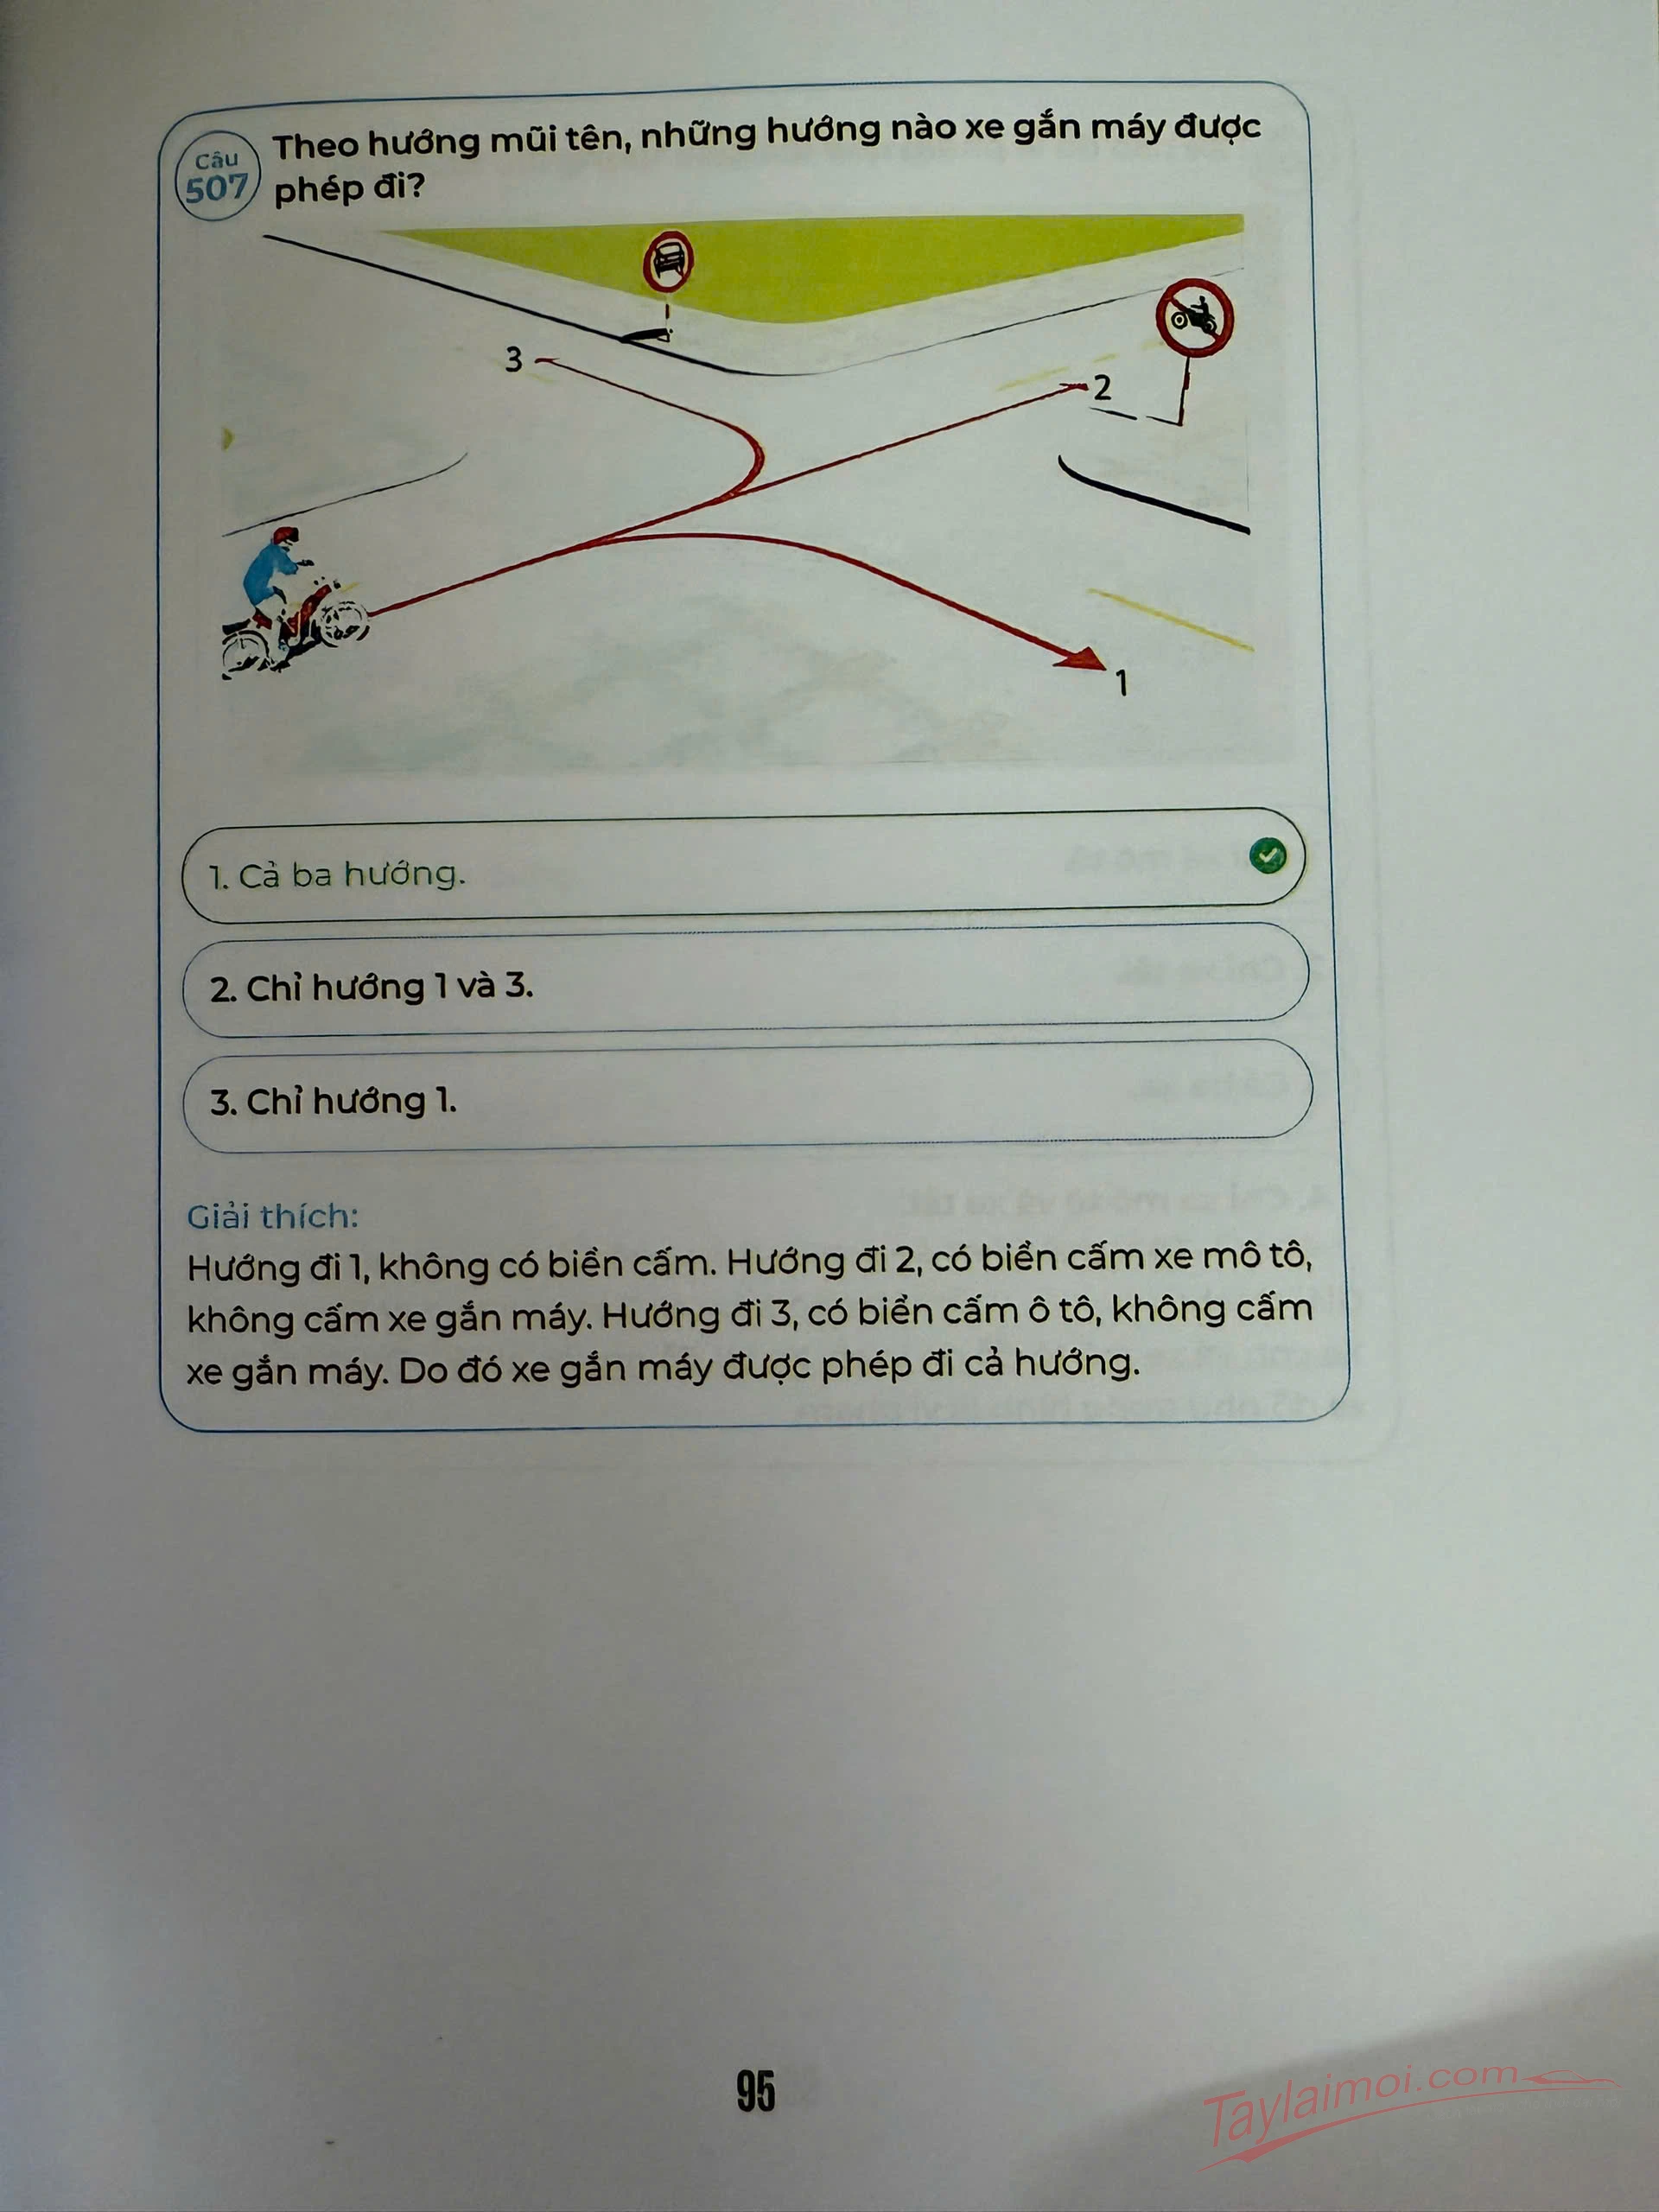 Câu
507
Theo hướng mũi tên, những hướng nào xe gắn máy được
phép đi?
3
2
1
1. Cả ba hướng.
2. Chỉ hướng 1 và 3.
3. Chỉ hướng 1.
Giải thích:
Hướng đi 1, không có biển cấm. Hướng đi 2, có biển cấm xe mô tô,
không cấm xe gắn máy. Hướng đi 3, có biển cấm ô tô, không cấm
xe gắn máy. Do đó xe gắn máy được phép đi cả hướng.
95
Taylaimoi.com